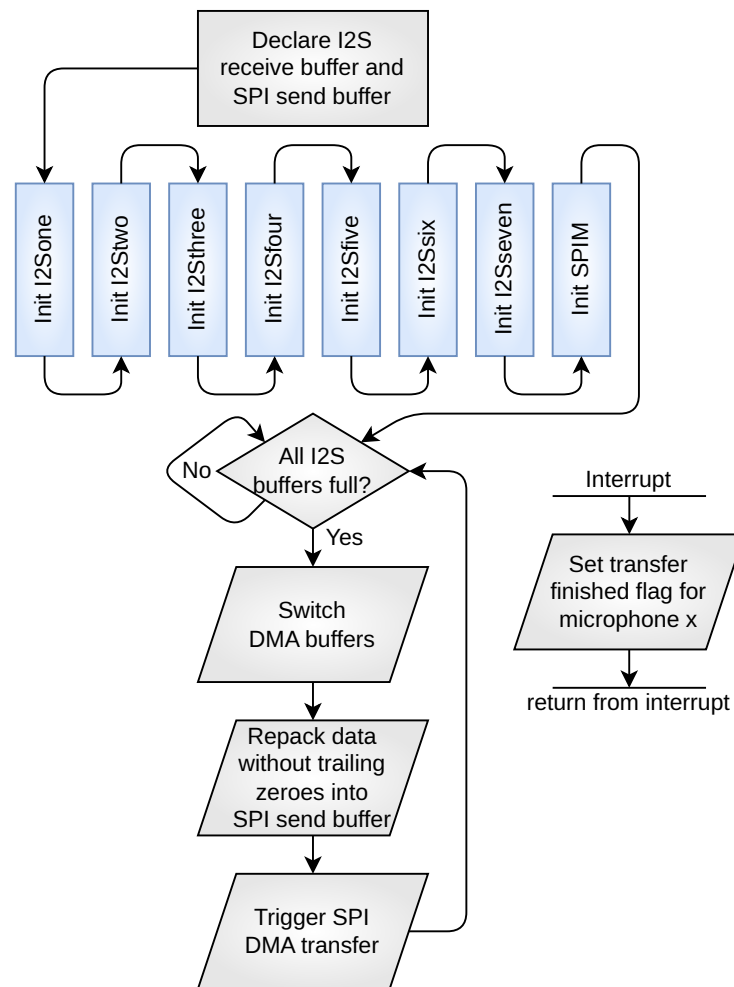 Declare I2S
receive buffer and
SPI send buffer
Init I2Sone
Init I2Stwo
Init I2Sthree
Init I2Sfour
Init I2Sfive
Init I2Ssix
Init I2Sseven
Init SPIM
All I2S
buffers full?
No
Yes
Switch
DMA buffers
Repack data
without trailing
zeroes into
SPI send buffer
Trigger SPI
DMA transfer
Interrupt
Set transfer
finished flag for
microphone x
return from interrupt